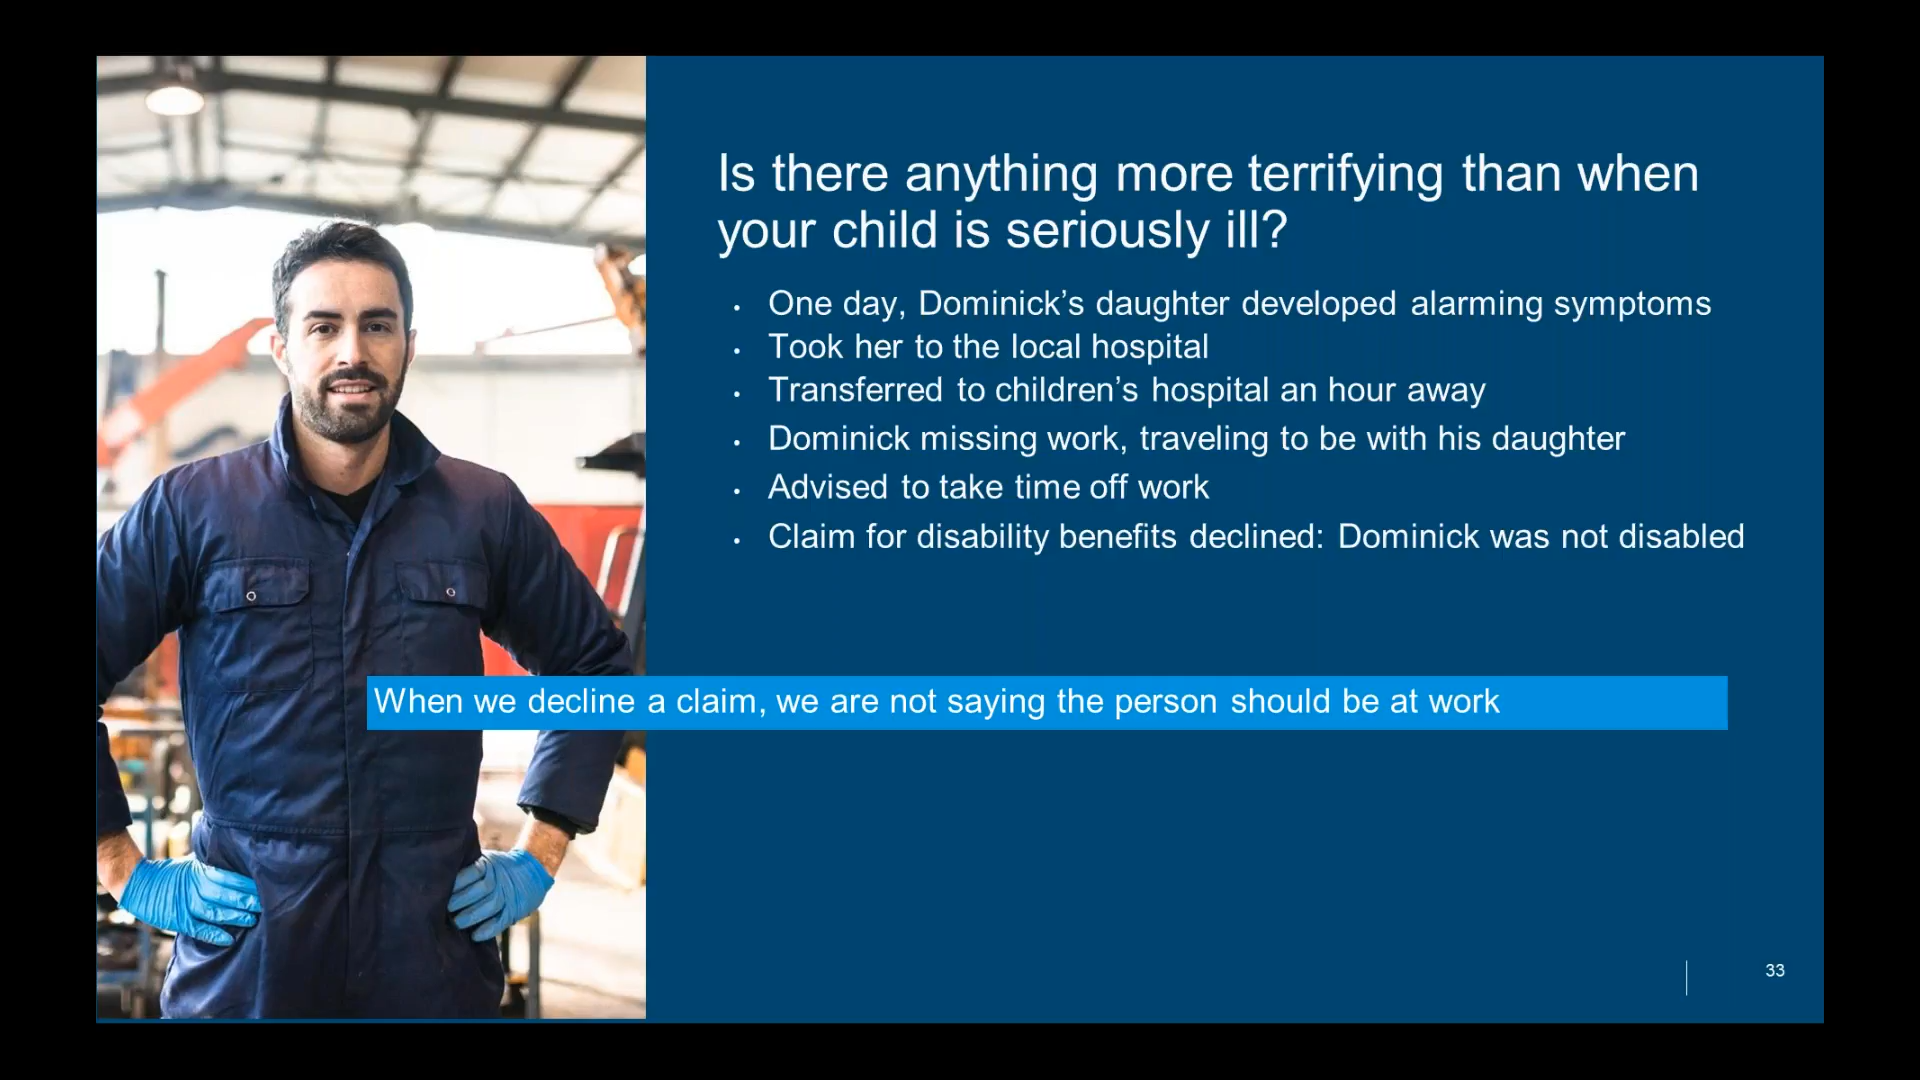 Is there anything more terrifying than when
your child is seriously ill?
• One day, Dominick’s daughter developed alarming symptoms
• Took her to the local hospital
• Transferred to children’s hospital an hour away
• Dominick missing work, traveling to be with his daughter
• Advised to take time off work
• Claim for disability benefits declined: Dominick was not disabled
When we decline a claim, we are not saying the person should be at work
33